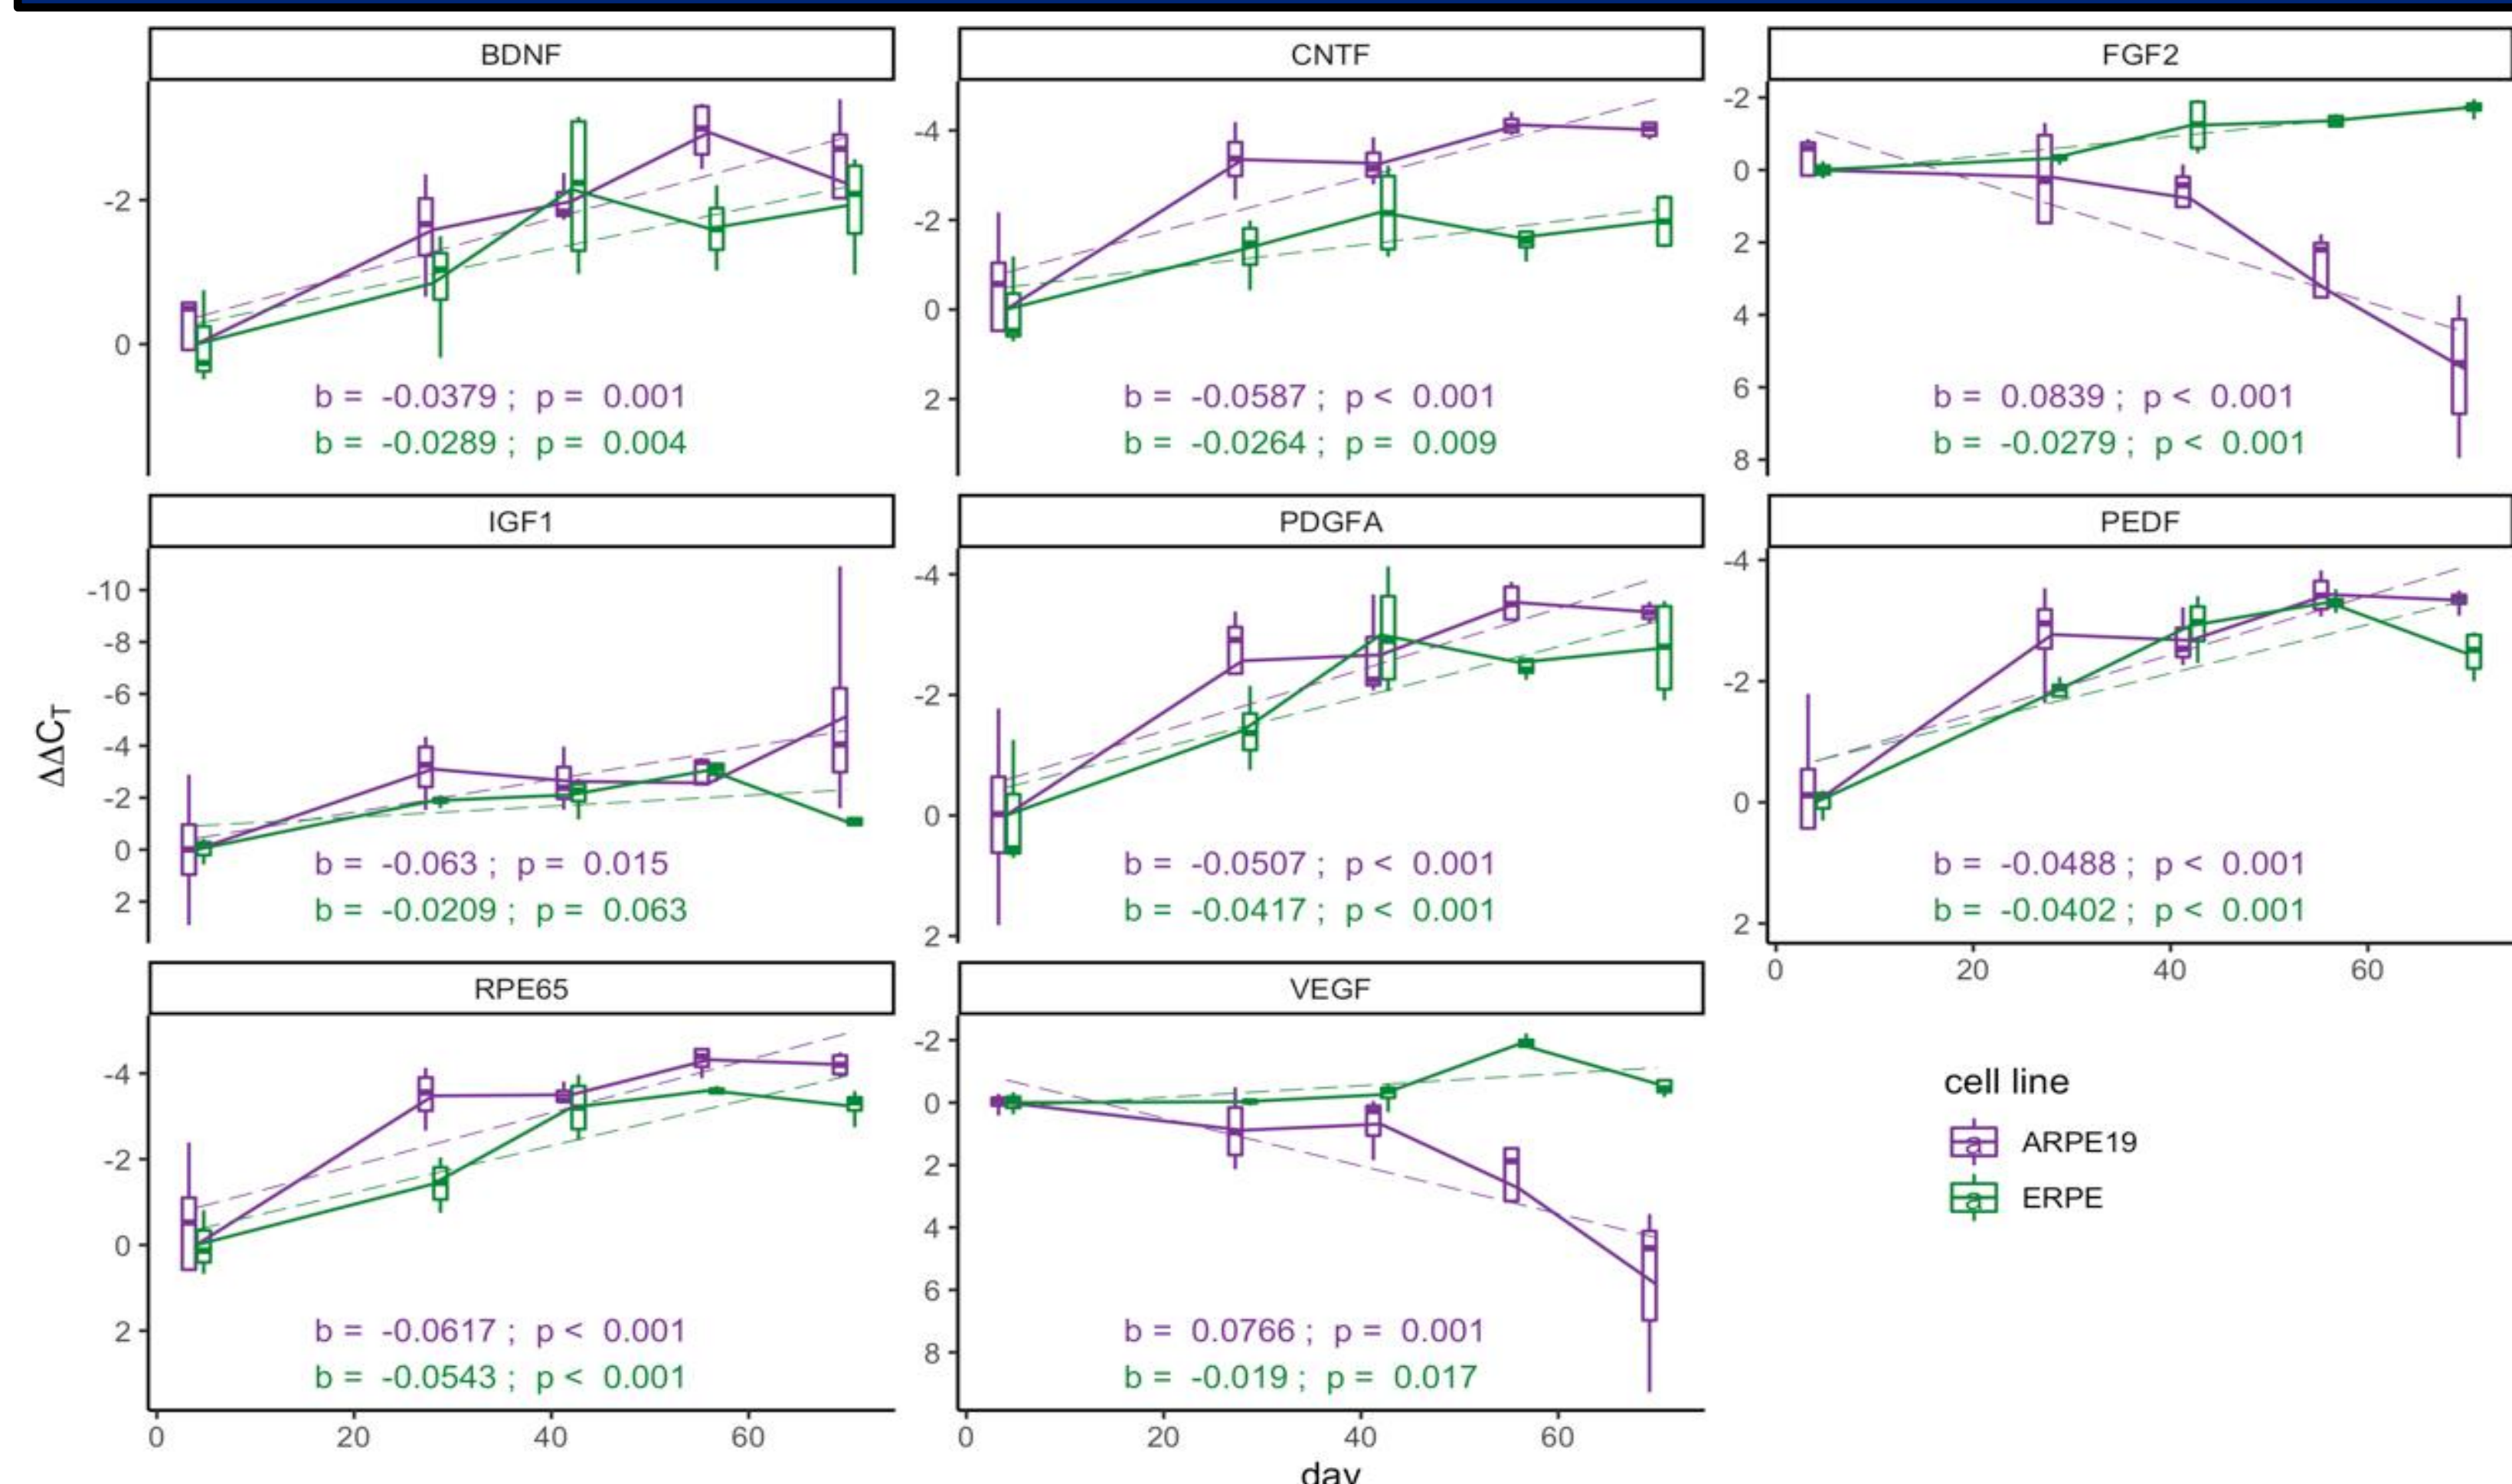 BDNF
CNTF
FGF2
-2
0
b = -0.0379 ; p = 0.001
b = -0.0289 ; p = 0.004
-4
-2
0
2
b = -0.0587 ; p < 0.001
b = -0.0264 ; p = 0.009
-2
0
2
4
6
8
b = 0.0839 ; p < 0.001
b = -0.0279 ; p < 0.001
IGF1
PDGFA
PEDF
ΔΔCT
-10
-8
-6
-4
-2
0
2
b = -0.063 ; p = 0.015
b = -0.0209 ; p = 0.063
-4
-2
0
2
b = -0.0507 ; p < 0.001
b = -0.0417 ; p < 0.001
-4
-2
0
2
b = -0.0488 ; p < 0.001
b = -0.0402 ; p < 0.001
0 20 40 60
RPE65
VEGF
-4
-2
0
2
b = -0.0617 ; p < 0.001
b = -0.0543 ; p < 0.001
0 20 40 60
-2
0
2
4
6
8
b = 0.0766 ; p = 0.001
b = -0.019 ; p = 0.017
0 20 40 60
day
cell line
a ARPE19
a ERPE